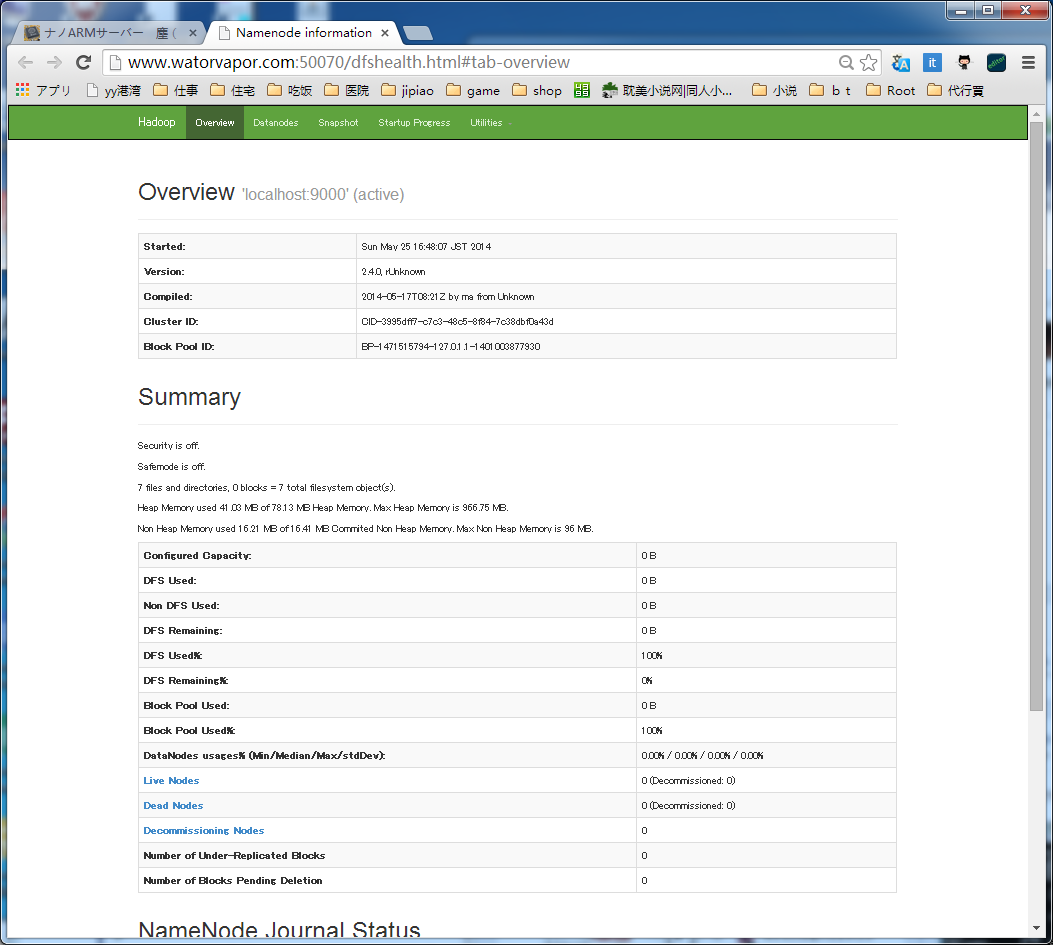 ナノARMサーバー 塵 (
Namenode information
www.watorvapor.com:50070/dfshealth.html#tab-overview
アプリ yy港湾 仕事 住宅 吃饭 医院 jipiao game shop 耽美小说网|同人小... 小说 b t Root 代行買
Hadoop Overview Datanodes Snapshot Startup Progress Utilities
Overview 'localhost:9000' (active)
Started: Sun May 25 16:48:07 JST 2014
Version: 2.4.0, rUnknown
Compiled: 2014-05-17T08:21Z by ma from Unknown
Cluster ID: CID-3995dff7-c7c3-48c5-8f84-7c38dbf0a43d
Block Pool ID: BP-1471515794-127.0.1.1-1401003877930
Summary
Security is off.
Safemode is off.
7 files and directories, 0 blocks = 7 total filesystem object(s).
Heap Memory used 41.03 MB of 78.13 MB Heap Memory. Max Heap Memory is 966.75 MB.
Non Heap Memory used 16.21 MB of 16.41 MB Commited Non Heap Memory. Max Non Heap Memory is 96 MB.
Configured Capacity: 0 B
DFS Used: 0 B
Non DFS Used: 0 B
DFS Remaining: 0 B
DFS Used%: 100%
DFS Remaining%: 0%
Block Pool Used: 0 B
Block Pool Used%: 100%
DataNodes usages% (Min/Median/Max/stdDev): 0.00% / 0.00% / 0.00% / 0.00%
Live Nodes 0 (Decommissioned: 0)
Dead Nodes 0 (Decommissioned: 0)
Decommissioning Nodes 0
Number of Under-Replicated Blocks 0
Number of Blocks Pending Deletion 0
NameNode Journal Status